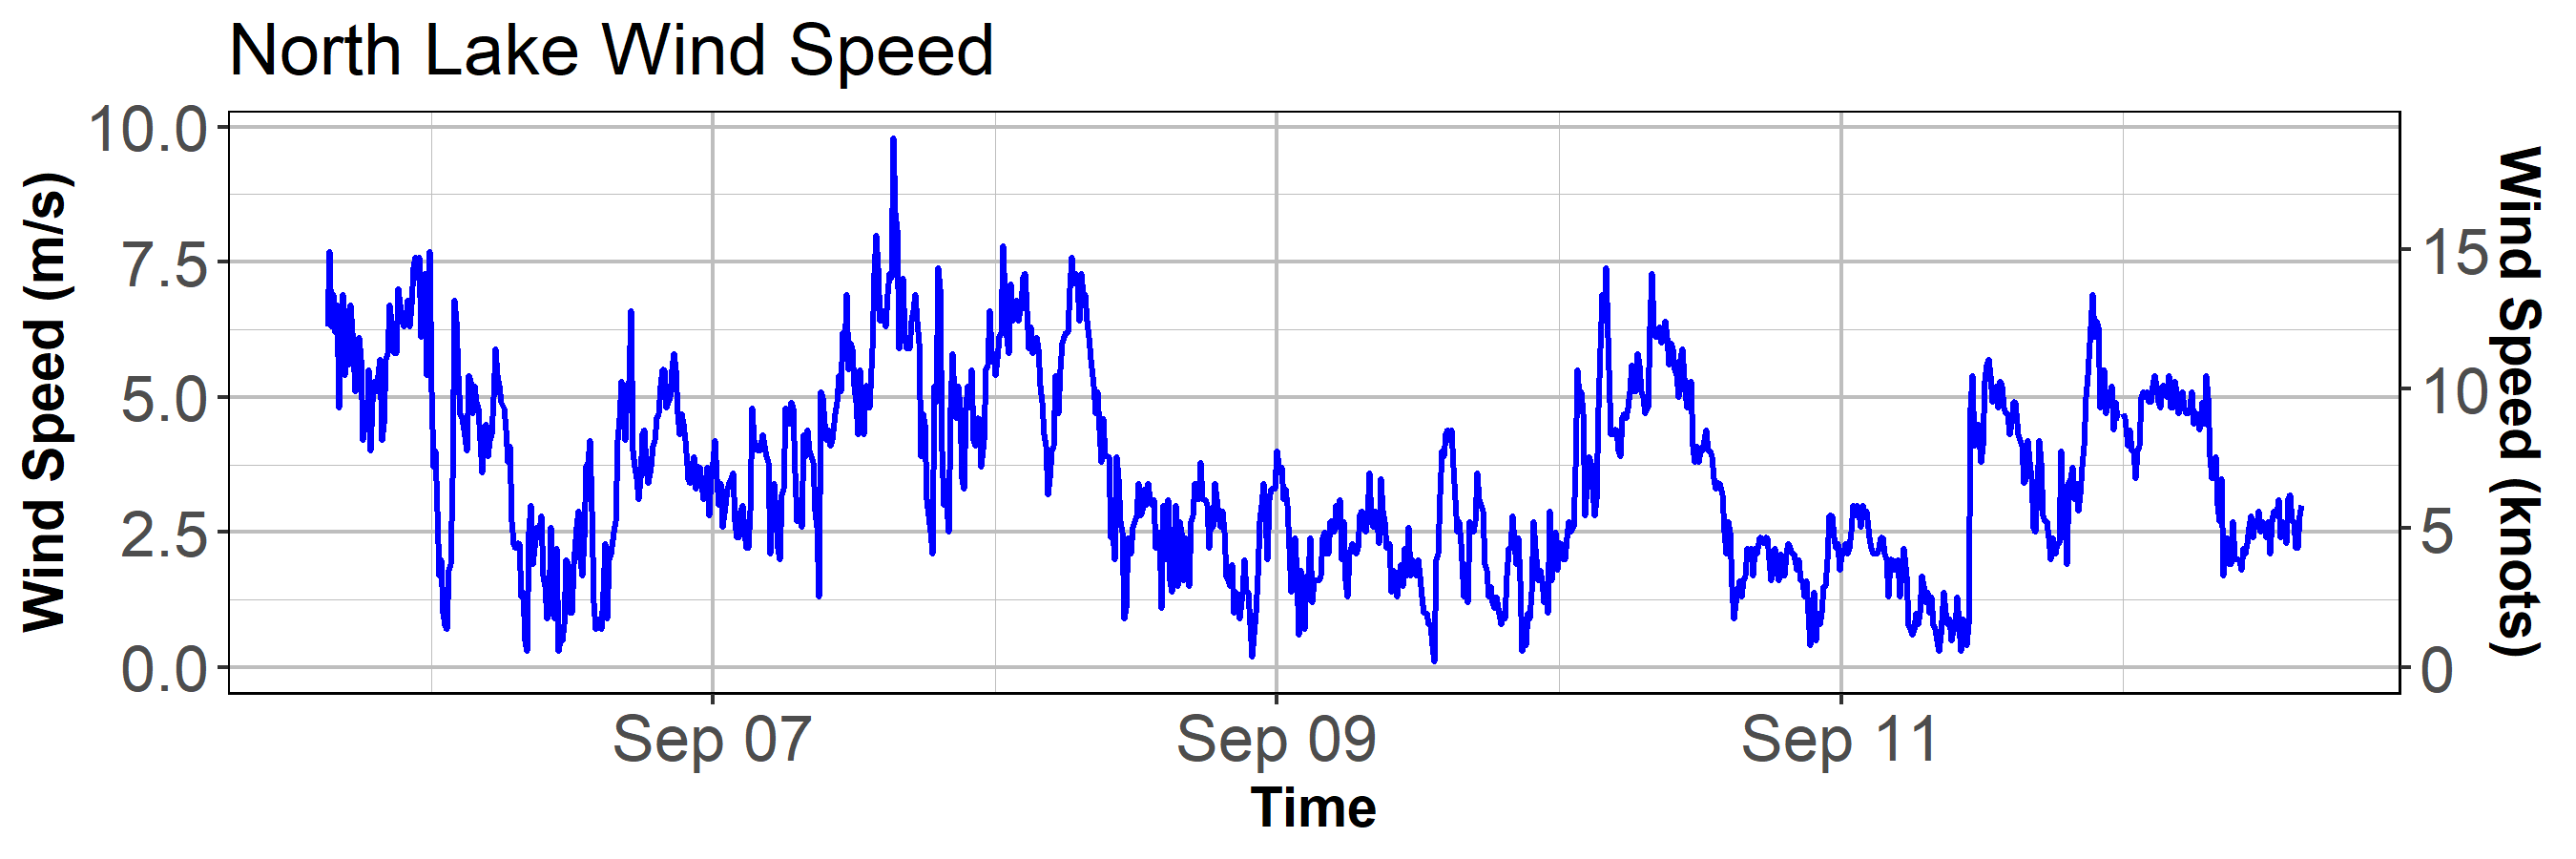 North Lake Wind Speed
Wind Speed (m/s)
10.0
7.5
5.0
2.5
0.0
Wind Speed (knots)
15
10
5
0
Sep 07 Sep 09 Sep 11
Time